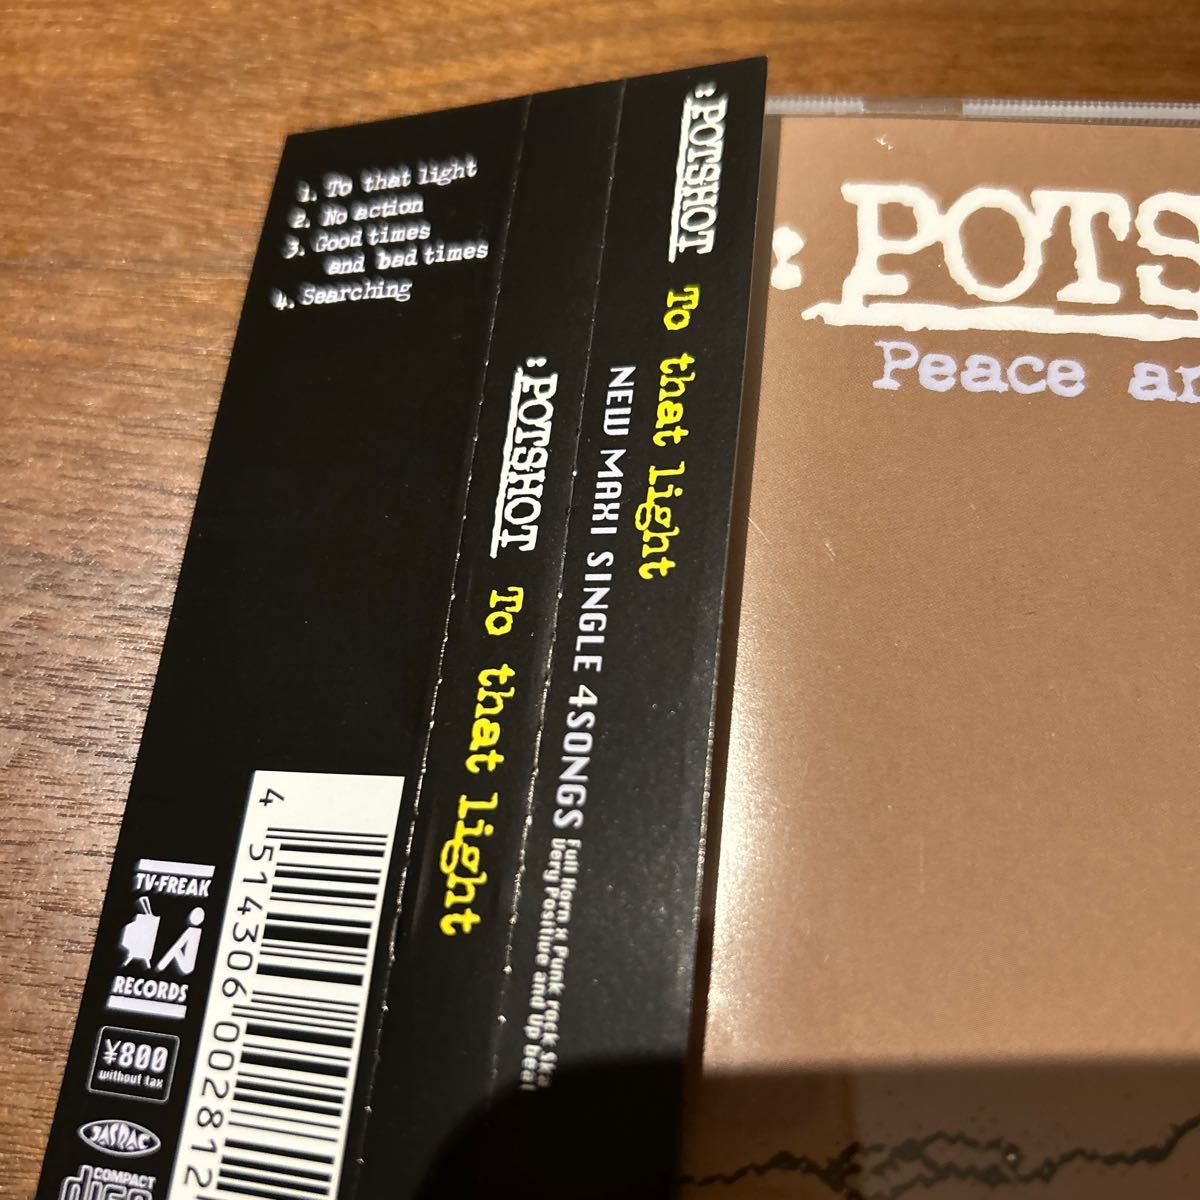 1. To that light
2. No action
3. Good times
and bad times
4. Searching
TV-FREAK
RECORDS
¥800
without tax
JASRAC
COMPACT
disc
4 514306 002812
:POTSHOT To that light
:POTSHOT To that light
NEW MAXI SINGLE 4SONGS
Full Horn x Punk rock Ska
Very Positive and Up beat
:POTS
Peace an